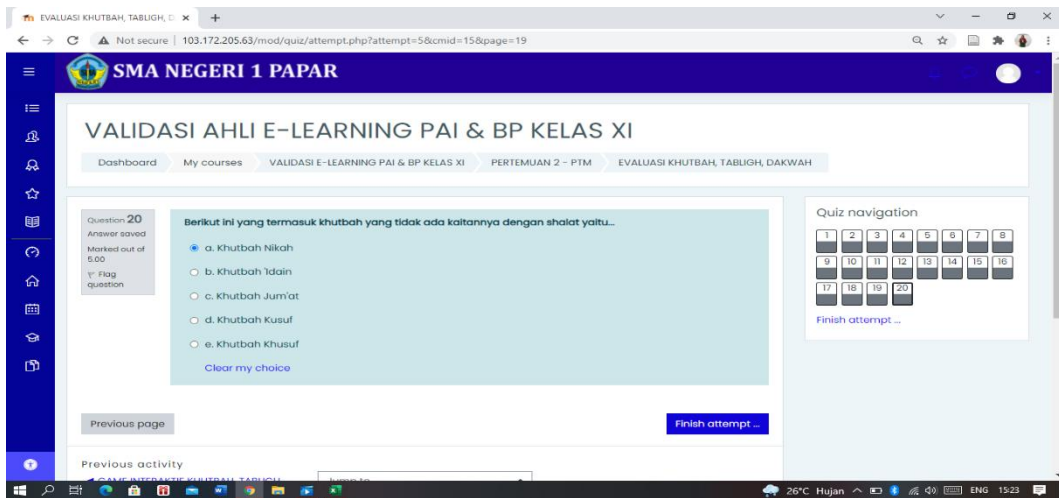 EVALUASI KHUTBAH, TABLIGH, D
Not secure | 103.172.205.63/mod/quiz/attempt.php?attempt=5&cmid=15&page=19
SMA NEGERI 1 PAPAR
VALIDASI AHLI E-LEARNING PAI & BP KELAS XI
Dashboard My courses VALIDASI E-LEARNING PAI & BP KELAS XI PERTEMUAN 2 - PTM EVALUASI KHUTBAH, TABLIGH, DAKWAH
Question 20
Answer saved
Marked out of
5.00
Flag
question
Berikut ini yang termasuk khutbah yang tidak ada kaitannya dengan shalat yaitu...
a. Khutbah Nikah
b. Khutbah 'Idain
c. Khutbah Jum'at
d. Khutbah Kusuf
e. Khutbah Khusuf
Clear my choice
Quiz navigation
1 2 3 4 5 6 7 8
9 10 11 12 13 14 15 16
17 18 19 20
Finish attempt ...
Previous page
Finish attempt ...
Previous activity
GAME INTERAKTIF KHUTBAH, TABLIGH
Jump to
26°C Hujan ENG 15:23